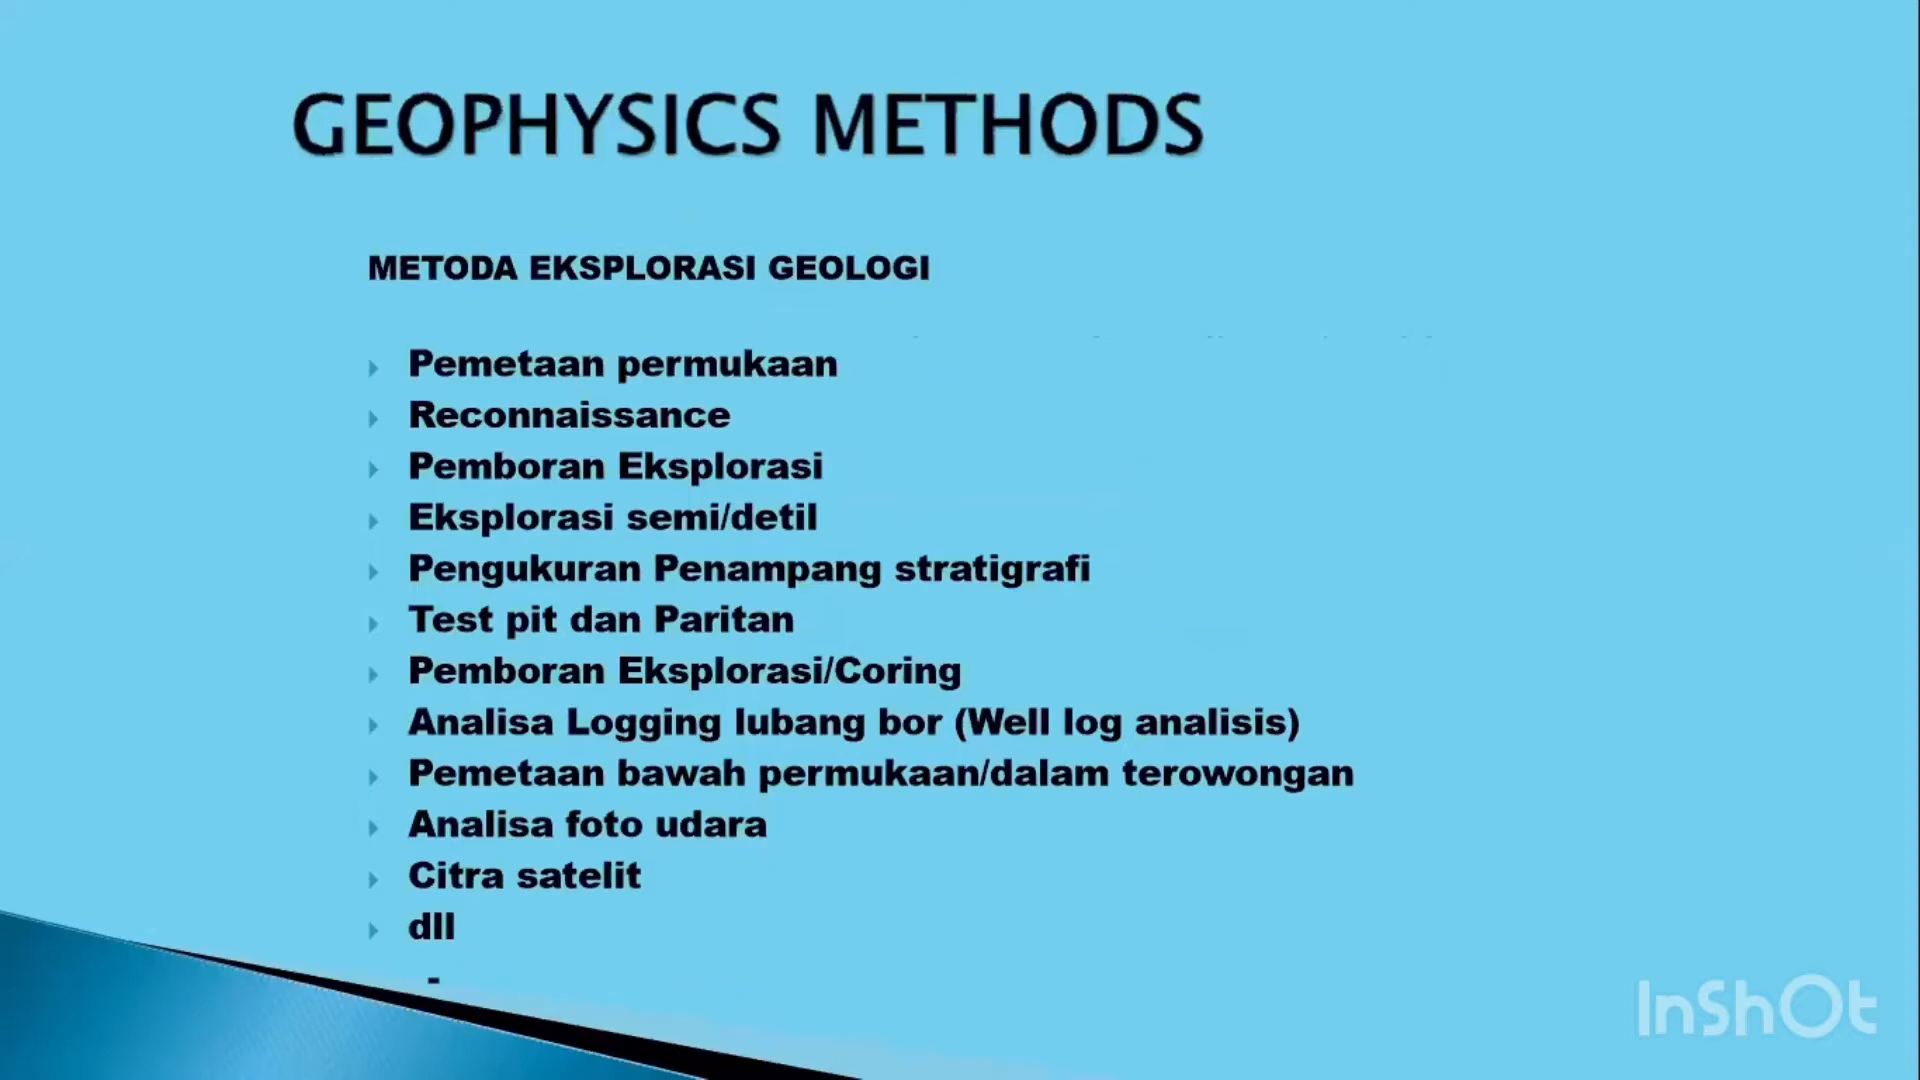 GEOPHYSICS METHODS
METODA EKSPLORASI GEOLOGI
Pemetaan permukaan
Reconnaissance
Pemboran Eksplorasi
Eksplorasi semi/detil
Pengukuran Penampang stratigrafi
Test pit dan Paritan
Pemboran Eksplorasi/Coring
Analisa Logging lubang bor (Well log analisis)
Pemetaan bawah permukaan/dalam terowongan
Analisa foto udara
Citra satelit
dll
-
InShOt